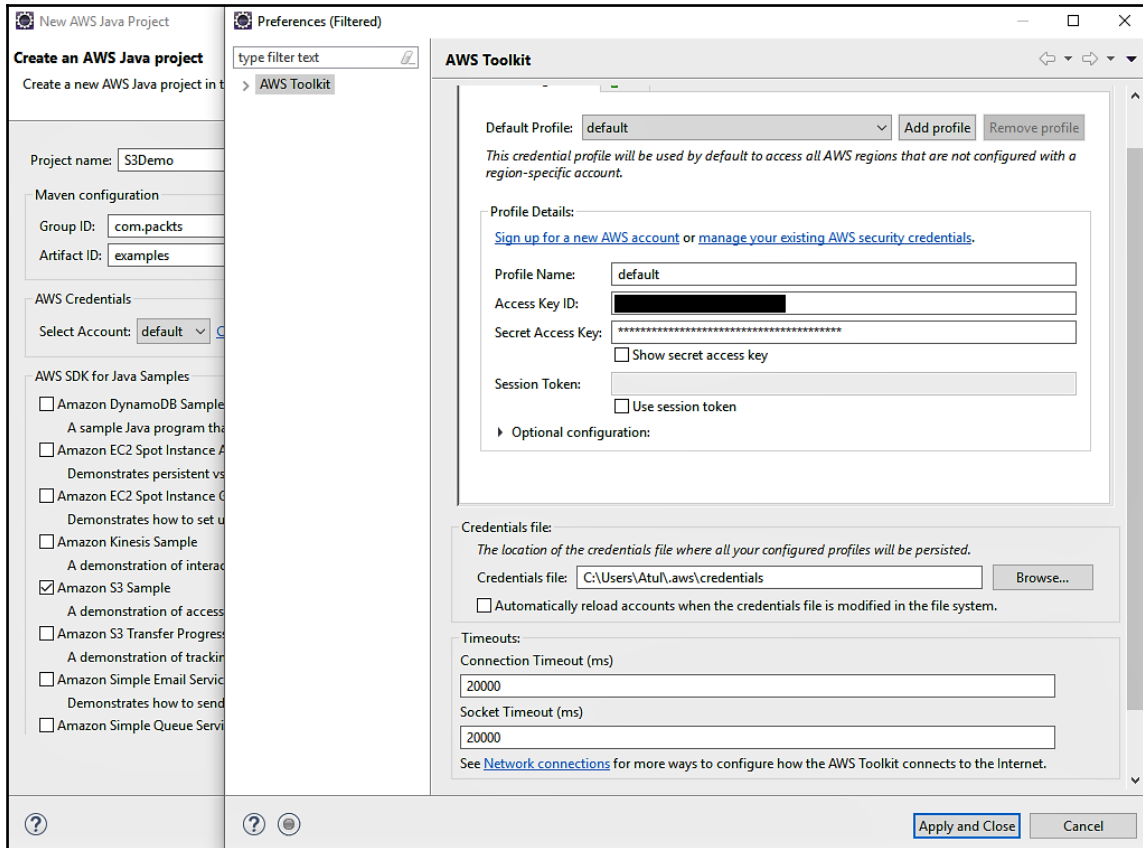 New AWS Java Project
Create an AWS Java project
Create a new AWS Java project in t
Project name: S3Demo
Maven configuration
Group ID: com.packts
Artifact ID: examples
AWS Credentials
Select Account: default
AWS SDK for Java Samples
Amazon DynamoDB Sample
A sample Java program tha
Amazon EC2 Spot Instance
Demonstrates persistent vs
Amazon EC2 Spot Instance
Demonstrates how to set u
Amazon Kinesis Sample
A demonstration of interac
Amazon S3 Sample
A demonstration of access
Amazon S3 Transfer Progres
A demonstration of trackin
Amazon Simple Email Servic
Demonstrates how to send
Amazon Simple Queue Servi
Preferences (Filtered)
type filter text
AWS Toolkit
AWS Toolkit
Default Profile: default Add profile Remove profile
This credential profile will be used by default to access all AWS regions that are not configured with a
region-specific account.
Profile Details:
Sign up for a new AWS account or manage your existing AWS security credentials.
Profile Name: default
Access Key ID:
Secret Access Key: ****************************************
Show secret access key
Session Token:
Use session token
Optional configuration:
Credentials file:
The location of the credentials file where all your configured profiles will be persisted.
Credentials file: C:\Users\Atul\.aws\credentials Browse...
Automatically reload accounts when the credentials file is modified in the file system.
Timeouts:
Connection Timeout (ms)
20000
Socket Timeout (ms)
20000
See Network connections for more ways to configure how the AWS Toolkit connects to the Internet.
Apply and Close Cancel